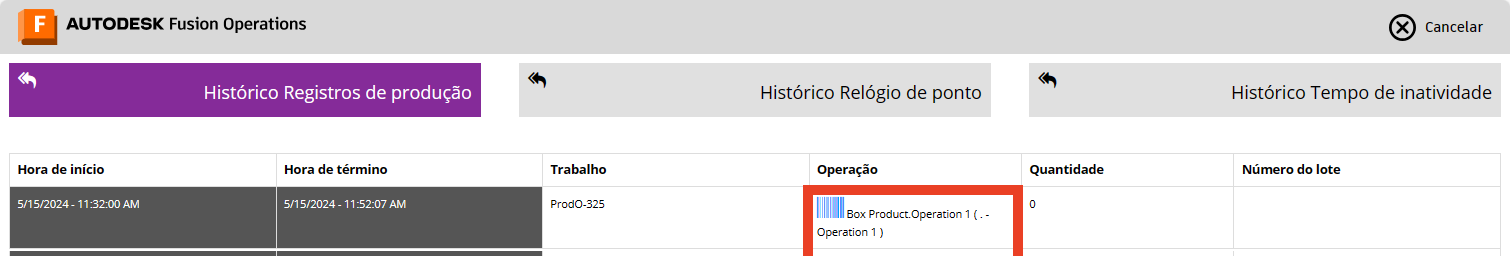 F AUTODESK Fusion Operations
Cancelar
Histórico Registros de produção
Histórico Relógio de ponto
Histórico Tempo de inatividade
Hora de início Hora de término Trabalho Operação Quantidade Número do lote
5/15/2024 - 11:32:00 AM 5/15/2024 - 11:52:07 AM ProdO-325 Box Product.Operation 1 ( . - 0
Operation 1 )